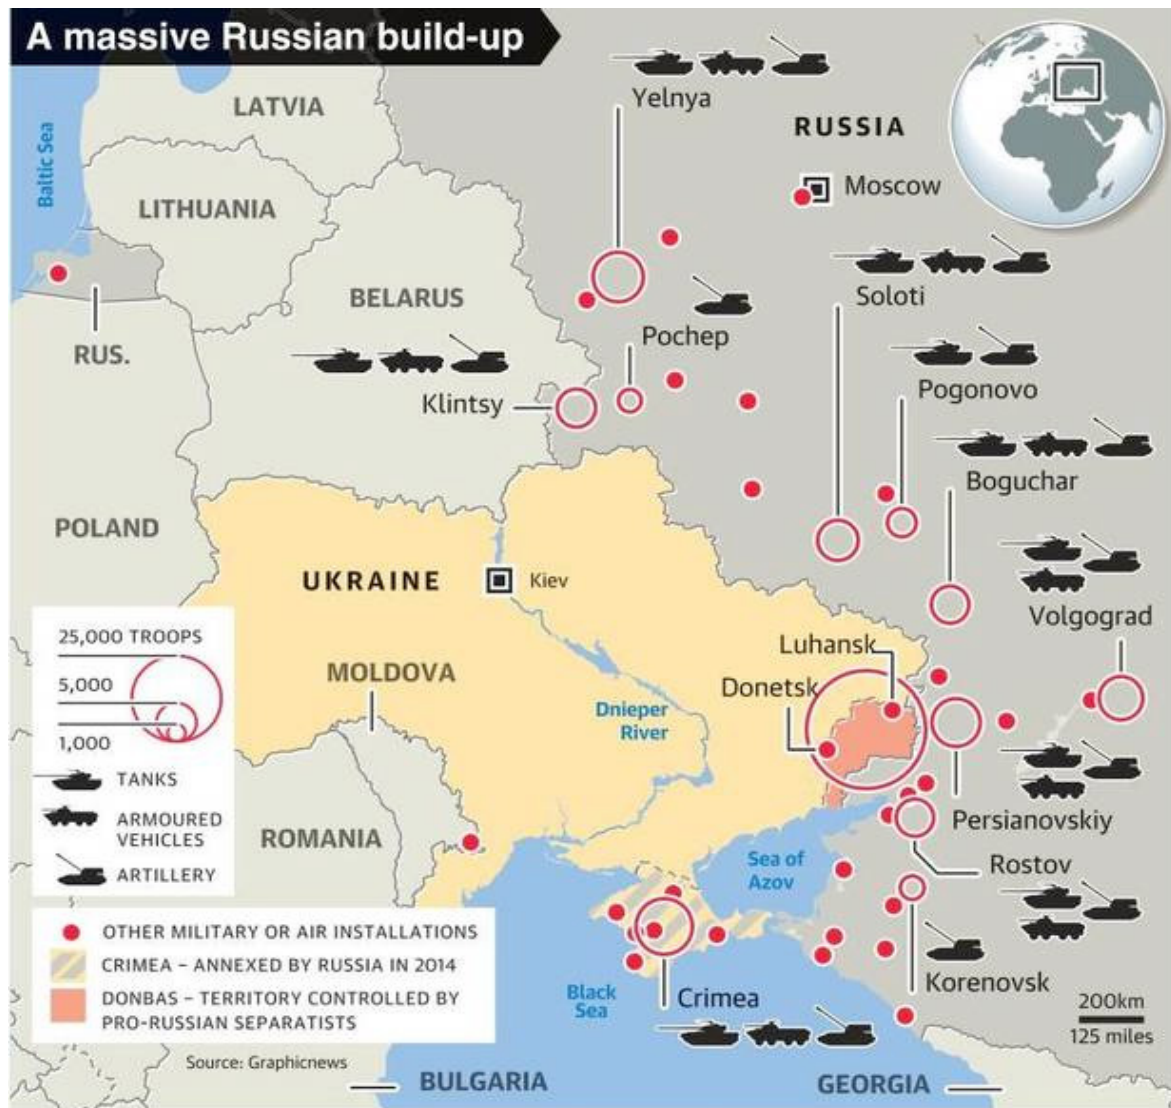 A massive Russian build-up
Yelnya
LATVIA
RUSSIA
Baltic Sea
Moscow
LITHUANIA
Soloti
BELARUS
Pochep
RUS.
Pogonovo
Klintsy
Boguchar
POLAND
UKRAINE
Kiev
Volgograd
25,000 TROOPS
5,000
1,000
TANKS
ARMOURED
VEHICLES
ARTILLERY
Luhansk
MOLDOVA
Donetsk
Dnieper
River
Persianovskiy
ROMANIA
Sea of
Azov
Rostov
OTHER MILITARY OR AIR INSTALLATIONS
CRIMEA – ANNEXED BY RUSSIA IN 2014
DONBAS – TERRITORY CONTROLLED BY
PRO-RUSSIAN SEPARATISTS
Korenovsk
Black
Sea
Crimea
200km
125 miles
Source: Graphicnews
BULGARIA
GEORGIA